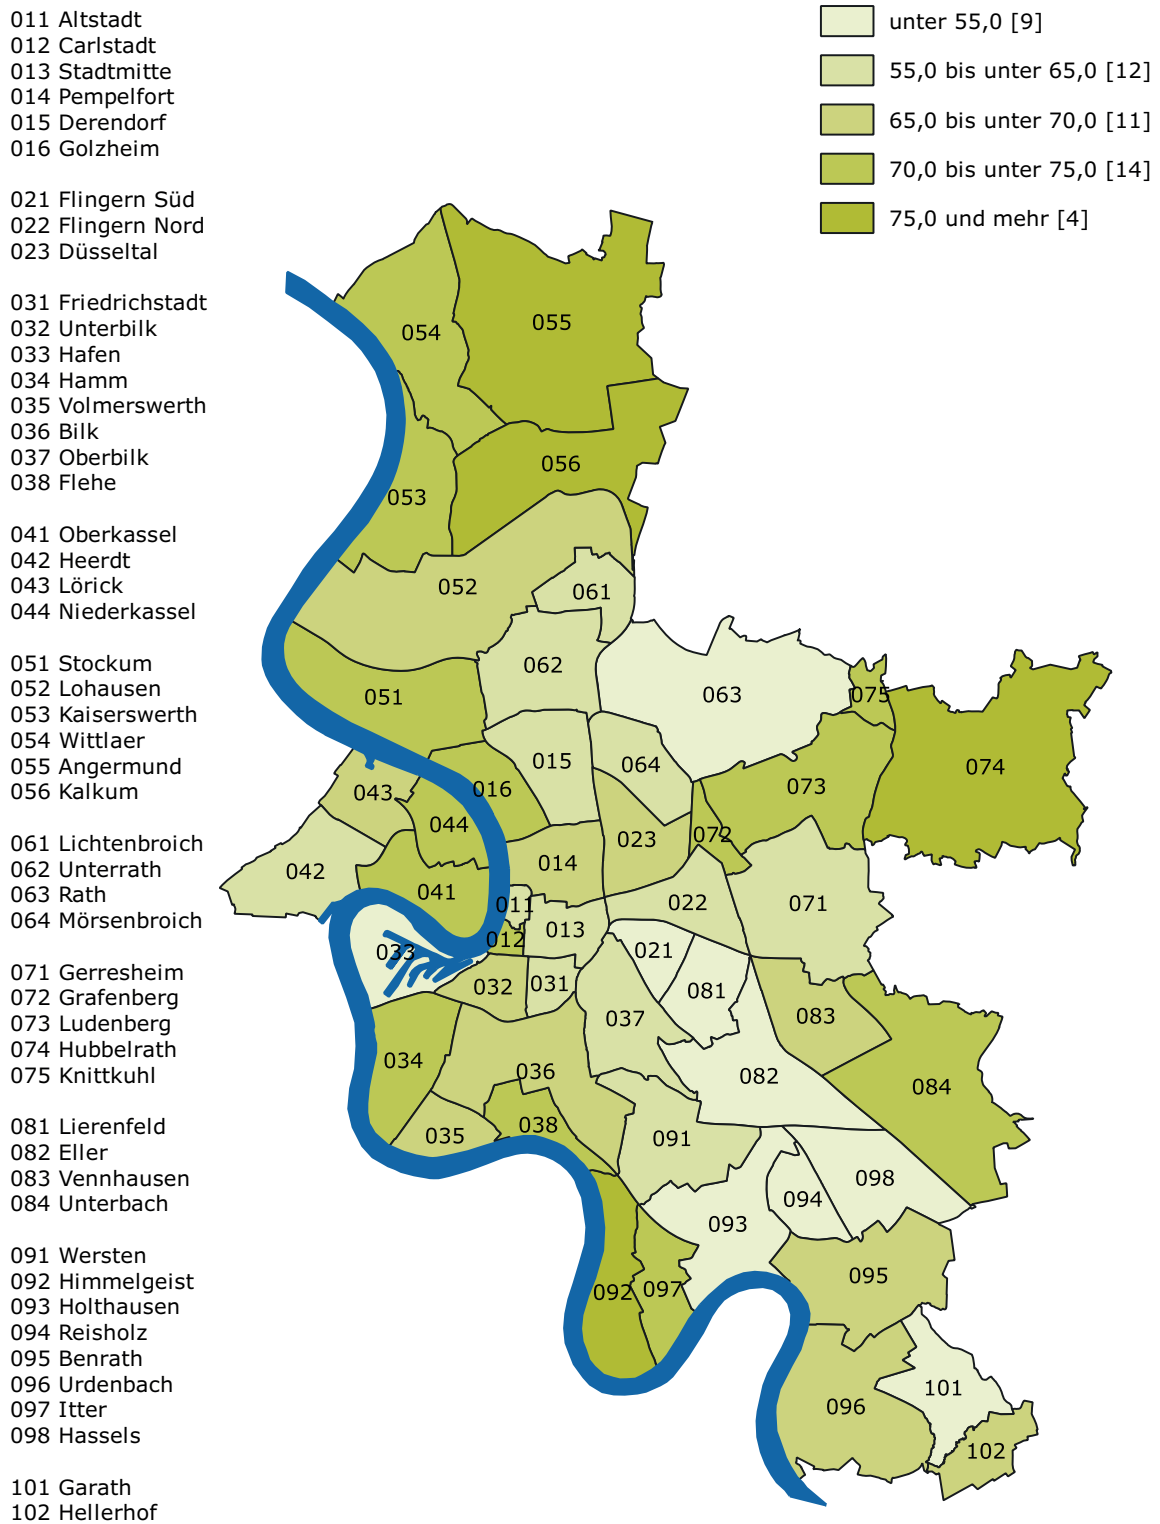 011 Altstadt
012 Carlstadt
013 Stadtmitte
014 Pempelfort
015 Derendorf
016 Golzheim
021 Flingern Süd
022 Flingern Nord
023 Düsseltal
031 Friedrichstadt
032 Unterbilk
033 Hafen
034 Hamm
035 Volmerswerth
036 Bilk
037 Oberbilk
038 Flehe
041 Oberkassel
042 Heerdt
043 Lörick
044 Niederkassel
051 Stockum
052 Lohausen
053 Kaiserswerth
054 Wittlaer
055 Angermund
056 Kalkum
061 Lichtenbroich
062 Unterrath
063 Rath
064 Mörsenbroich
071 Gerresheim
072 Grafenberg
073 Ludenberg
074 Hubbelrath
075 Knittkuhl
081 Lierenfeld
082 Eller
083 Vennhausen
084 Unterbach
091 Wersten
092 Himmelgeist
093 Holthausen
094 Reisholz
095 Benrath
096 Urdenbach
097 Itter
098 Hassels
101 Garath
102 Hellerhof
unter 55,0 [9]
55,0 bis unter 65,0 [12]
65,0 bis unter 70,0 [11]
70,0 bis unter 75,0 [14]
75,0 und mehr [4]
055
054
056
053
052
061
062
063
075
051
015
064
074
073
016
043
044
072
023
014
042
041
011
022
071
013
012
021
033
032
031
081
037
083
034
036
082
084
038
035
091
098
094
093
095
097
092
101
096
102